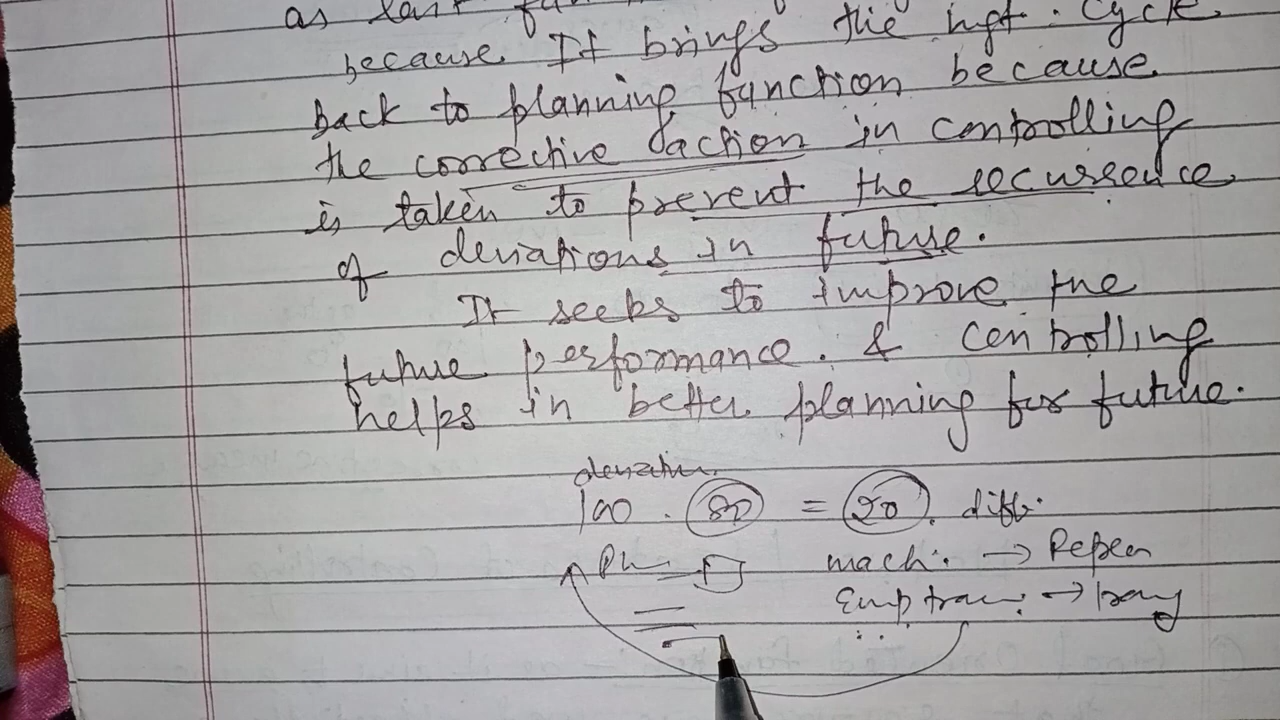 as last
because It brings the mgt. cycle
back to planning function because
the corrective action in controlling
is taken to prevent the recurrence
of deviations in future.
It seeks to improve the
future performance. & controlling
helps in better planning for future.
deviation
100 . 80 = 20. diff.
mach. → Repair
Emp